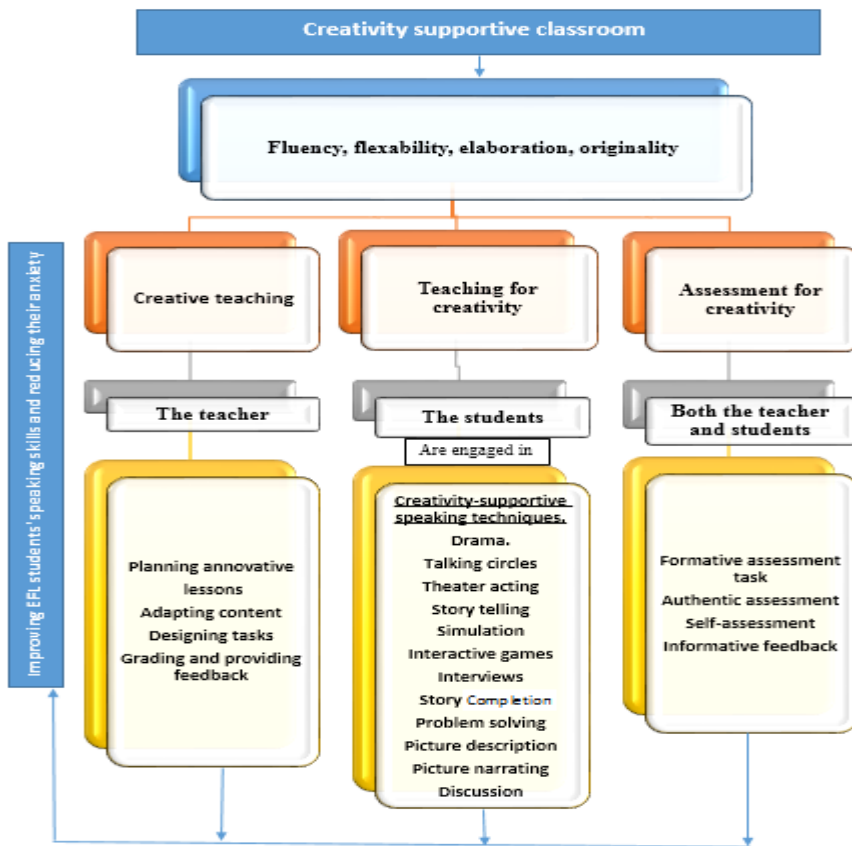 Creativity supportive classroom
Fluency, flexability, elaboration, originality
Improving EFL students' speaking skills and reducing their anxiety
Creative teaching
The teacher
Planning annovative
lessons
Adapting content
Designing tasks
Grading and providing
feedback
Teaching for
creativity
The students
Are engaged in
Creativity-supportive
speaking techniques.
Drama.
Talking circles
Theater acting
Story telling
Simulation
Interactive games
Interviews
Story Completion
Problem solving
Picture description
Picture narrating
Discussion
Assessment for
creativity
Both the teacher
and students
Formative assessment
task
Authentic assessment
Self-assessment
Informative feedback